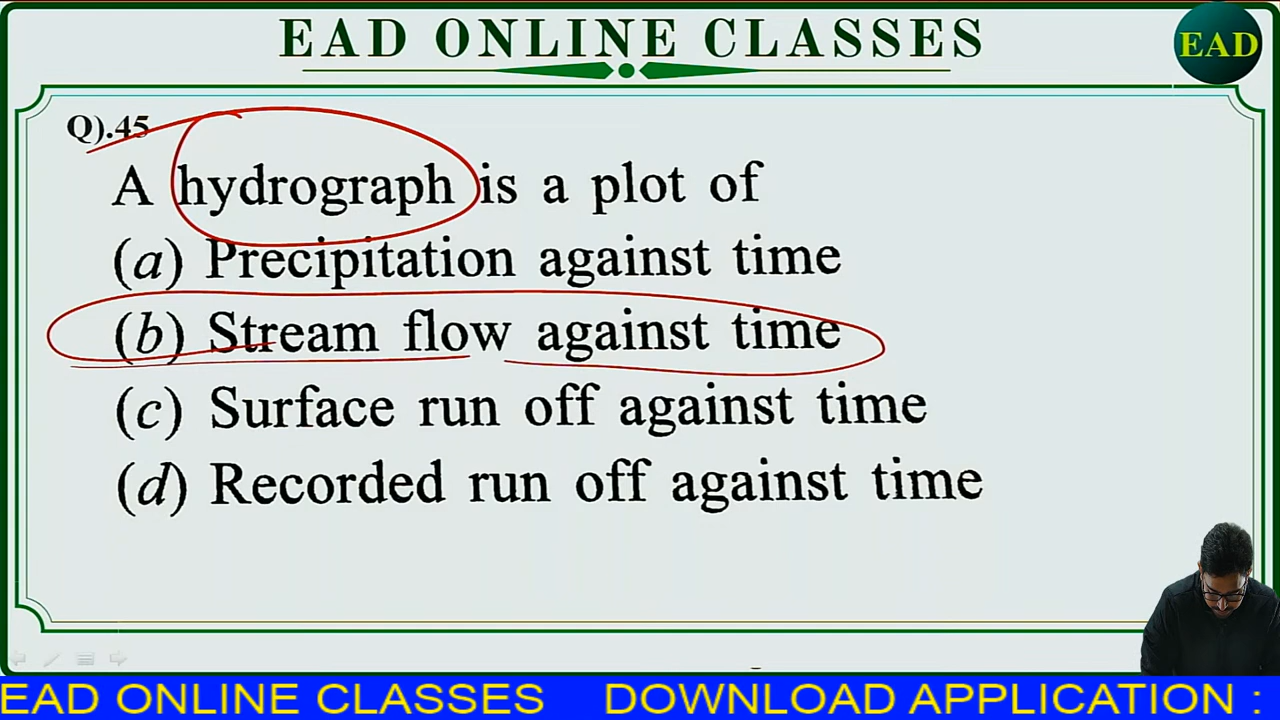 EAD ONLINE CLASSES
EAD
Q).45
A hydrograph is a plot of
(a) Precipitation against time
(b) Stream flow against time
(c) Surface run off against time
(d) Recorded run off against time
EAD ONLINE CLASSES DOWNLOAD APPLICATION :